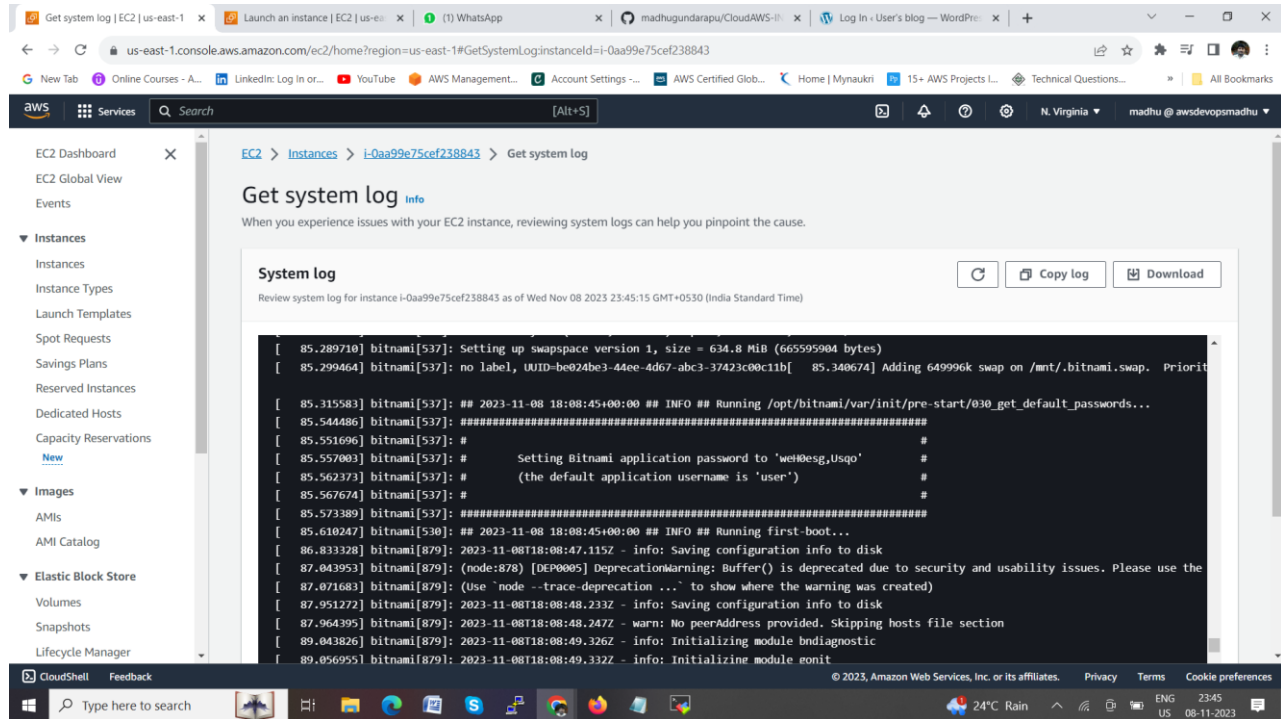 Get system log | EC2 | us-east-1
Launch an instance | EC2 | us-ea
(1) WhatsApp
madhugundarapu/CloudAWS-IN
Log In ‹ User's blog — WordPre
us-east-1.console.aws.amazon.com/ec2/home?region=us-east-1#GetSystemLog:instanceId=i-0aa99e75cef238843
New Tab Online Courses - A... LinkedIn: Log In or... YouTube AWS Management... Account Settings -... AWS Certified Glob... Home | Mynaukri 15+ AWS Projects I... Technical Questions... » All Bookmarks
aws Services Search [Alt+S] N. Virginia ▼ madhu @ awsdevopsmadhu ▼
EC2 Dashboard
EC2 Global View
Events
▼ Instances
Instances
Instance Types
Launch Templates
Spot Requests
Savings Plans
Reserved Instances
Dedicated Hosts
Capacity Reservations
New
▼ Images
AMIs
AMI Catalog
▼ Elastic Block Store
Volumes
Snapshots
Lifecycle Manager
EC2 > Instances > i-0aa99e75cef238843 > Get system log
Get system log Info
When you experience issues with your EC2 instance, reviewing system logs can help you pinpoint the cause.
System log
Copy log
Download
Review system log for instance i-0aa99e75cef238843 as of Wed Nov 08 2023 23:45:15 GMT+0530 (India Standard Time)
[ 85.289710] bitnami[537]: Setting up swapspace version 1, size = 634.8 MiB (665595904 bytes)
[ 85.299464] bitnami[537]: no label, UUID=be024be3-44ee-4d67-abc3-37423c00c11b[ 85.340674] Adding 649996k swap on /mnt/.bitnami.swap. Priorit
[ 85.315583] bitnami[537]: ## 2023-11-08 18:08:45+00:00 ## INFO ## Running /opt/bitnami/var/init/pre-start/030_get_default_passwords...
[ 85.544486] bitnami[537]: #########################################################################
[ 85.551696] bitnami[537]: # #
[ 85.557003] bitnami[537]: # Setting Bitnami application password to 'weH0esg,Usqo' #
[ 85.562373] bitnami[537]: # (the default application username is 'user') #
[ 85.567674] bitnami[537]: # #
[ 85.573389] bitnami[537]: #########################################################################
[ 85.610247] bitnami[530]: ## 2023-11-08 18:08:45+00:00 ## INFO ## Running first-boot...
[ 86.833328] bitnami[879]: 2023-11-08T18:08:47.115Z - info: Saving configuration info to disk
[ 87.043953] bitnami[879]: (node:878) [DEP0005] DeprecationWarning: Buffer() is deprecated due to security and usability issues. Please use the
[ 87.071683] bitnami[879]: (Use `node --trace-deprecation ...` to show where the warning was created)
[ 87.951272] bitnami[879]: 2023-11-08T18:08:48.233Z - info: Saving configuration info to disk
[ 87.964395] bitnami[879]: 2023-11-08T18:08:48.247Z - warn: No peerAddress provided. Skipping hosts file section
[ 89.043826] bitnami[879]: 2023-11-08T18:08:49.326Z - info: Initializing module bndiagnostic
[ 89.056955] bitnami[879]: 2023-11-08T18:08:49.332Z - info: Initializing module gonit
CloudShell Feedback © 2023, Amazon Web Services, Inc. or its affiliates. Privacy Terms Cookie preferences
Type here to search 24°C Rain ENG 23:45
US 08-11-2023